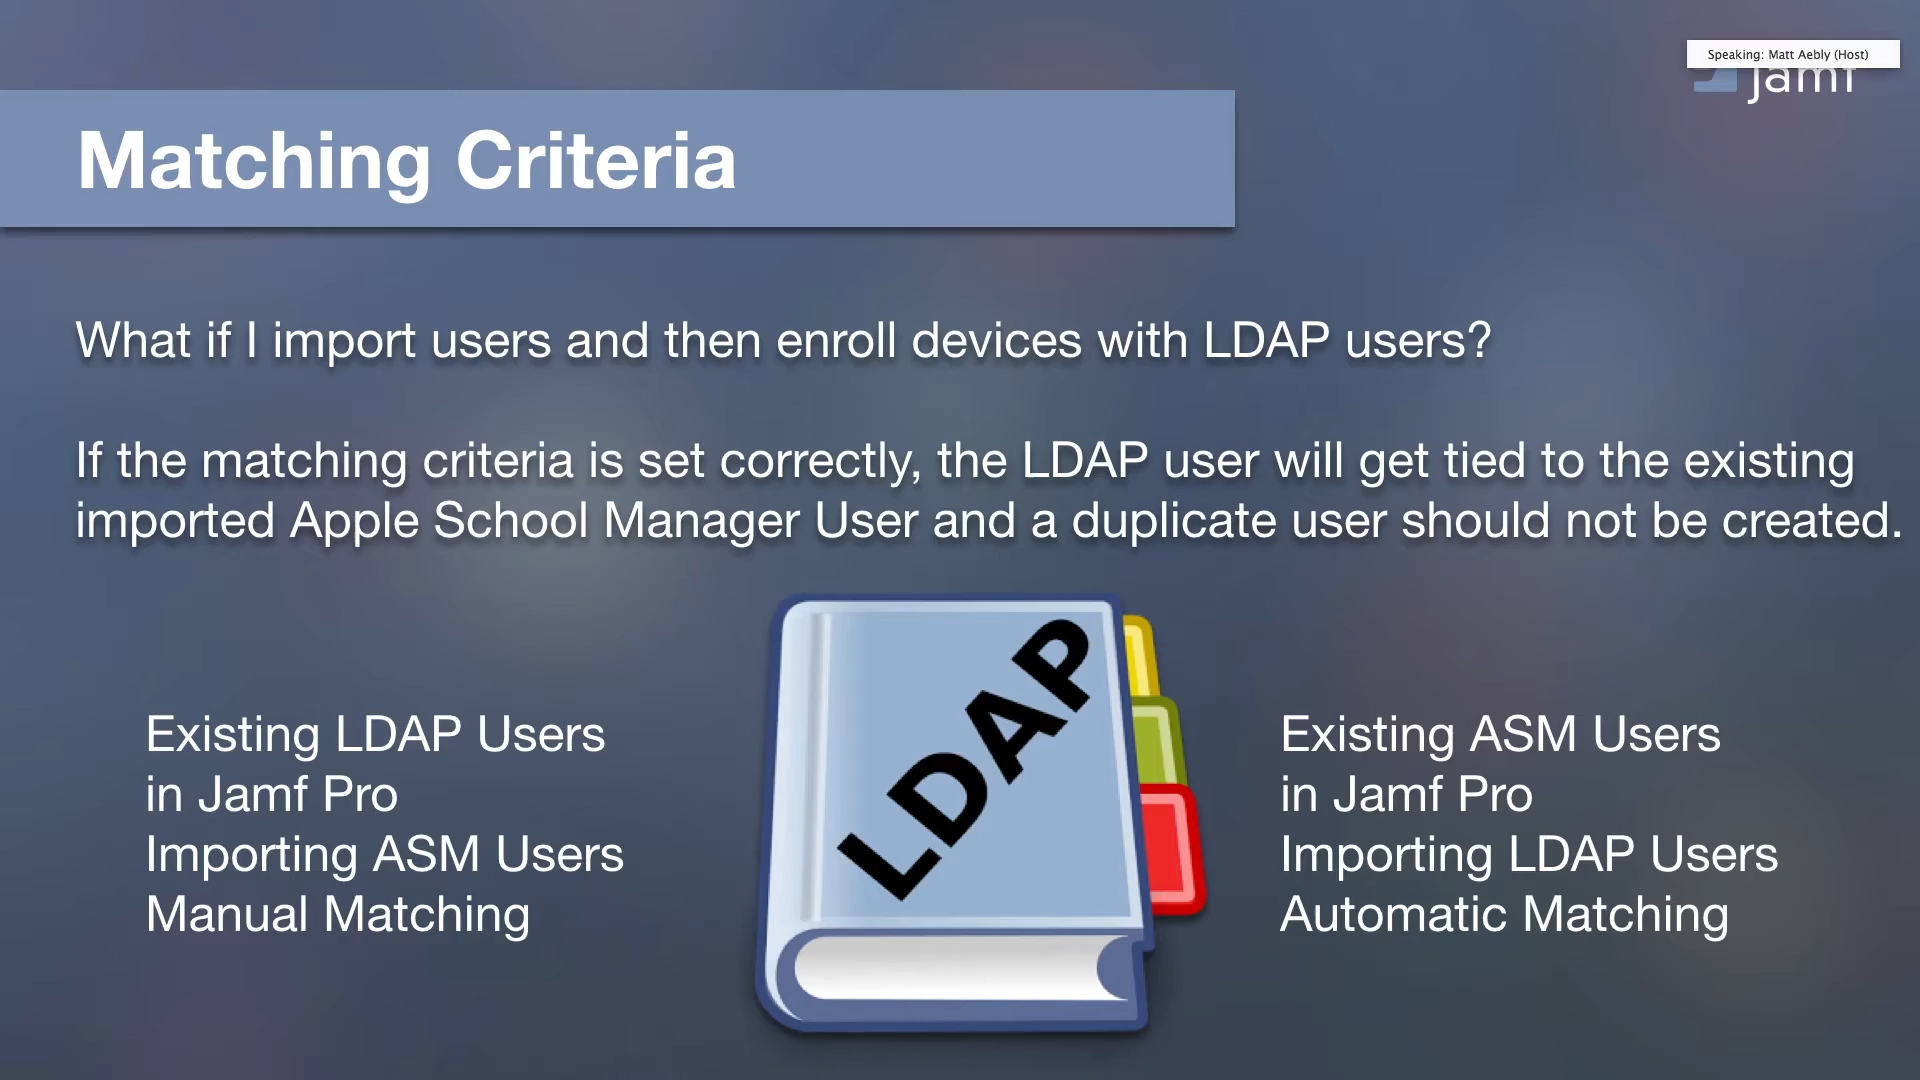 Speaking: Matt Aebly (Host)
jamf
Matching Criteria
What if I import users and then enroll devices with LDAP users?
If the matching criteria is set correctly, the LDAP user will get tied to the existing
imported Apple School Manager User and a duplicate user should not be created.
LDAP
Existing LDAP Users
in Jamf Pro
Importing ASM Users
Manual Matching
Existing ASM Users
in Jamf Pro
Importing LDAP Users
Automatic Matching